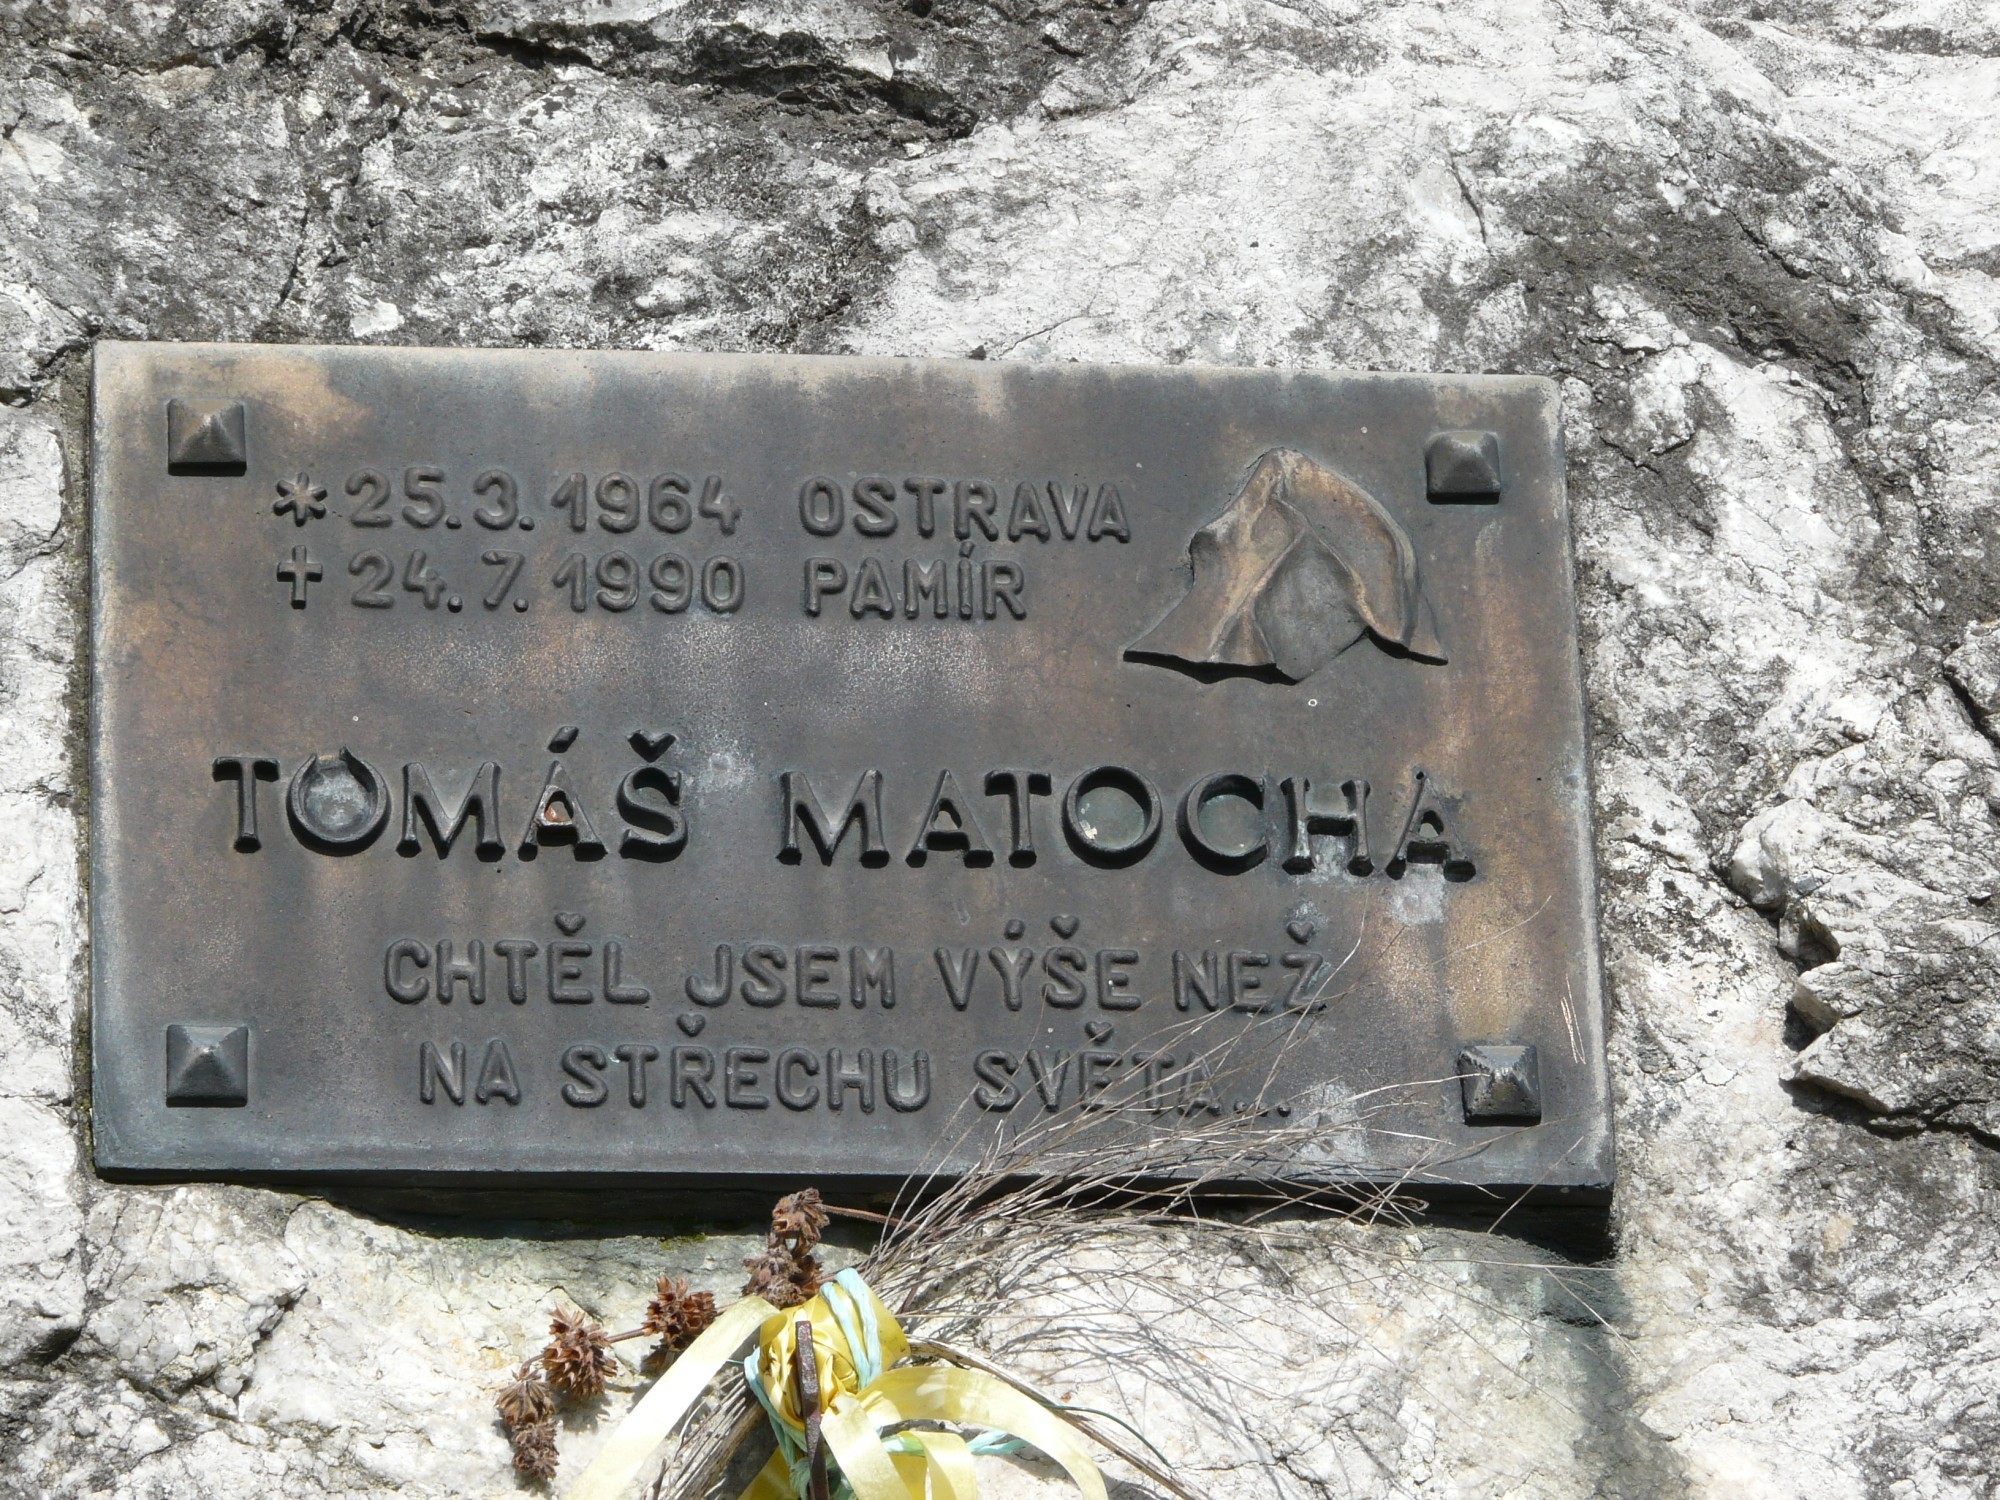 * 25.3.1964 OSTRAVA
✝ 24.7.1990 PAMÍR
TOMÁŠ MATOCHA
CHTĚL JSEM VÝŠE NEŽ
NA STŘECHU SVĚTA...